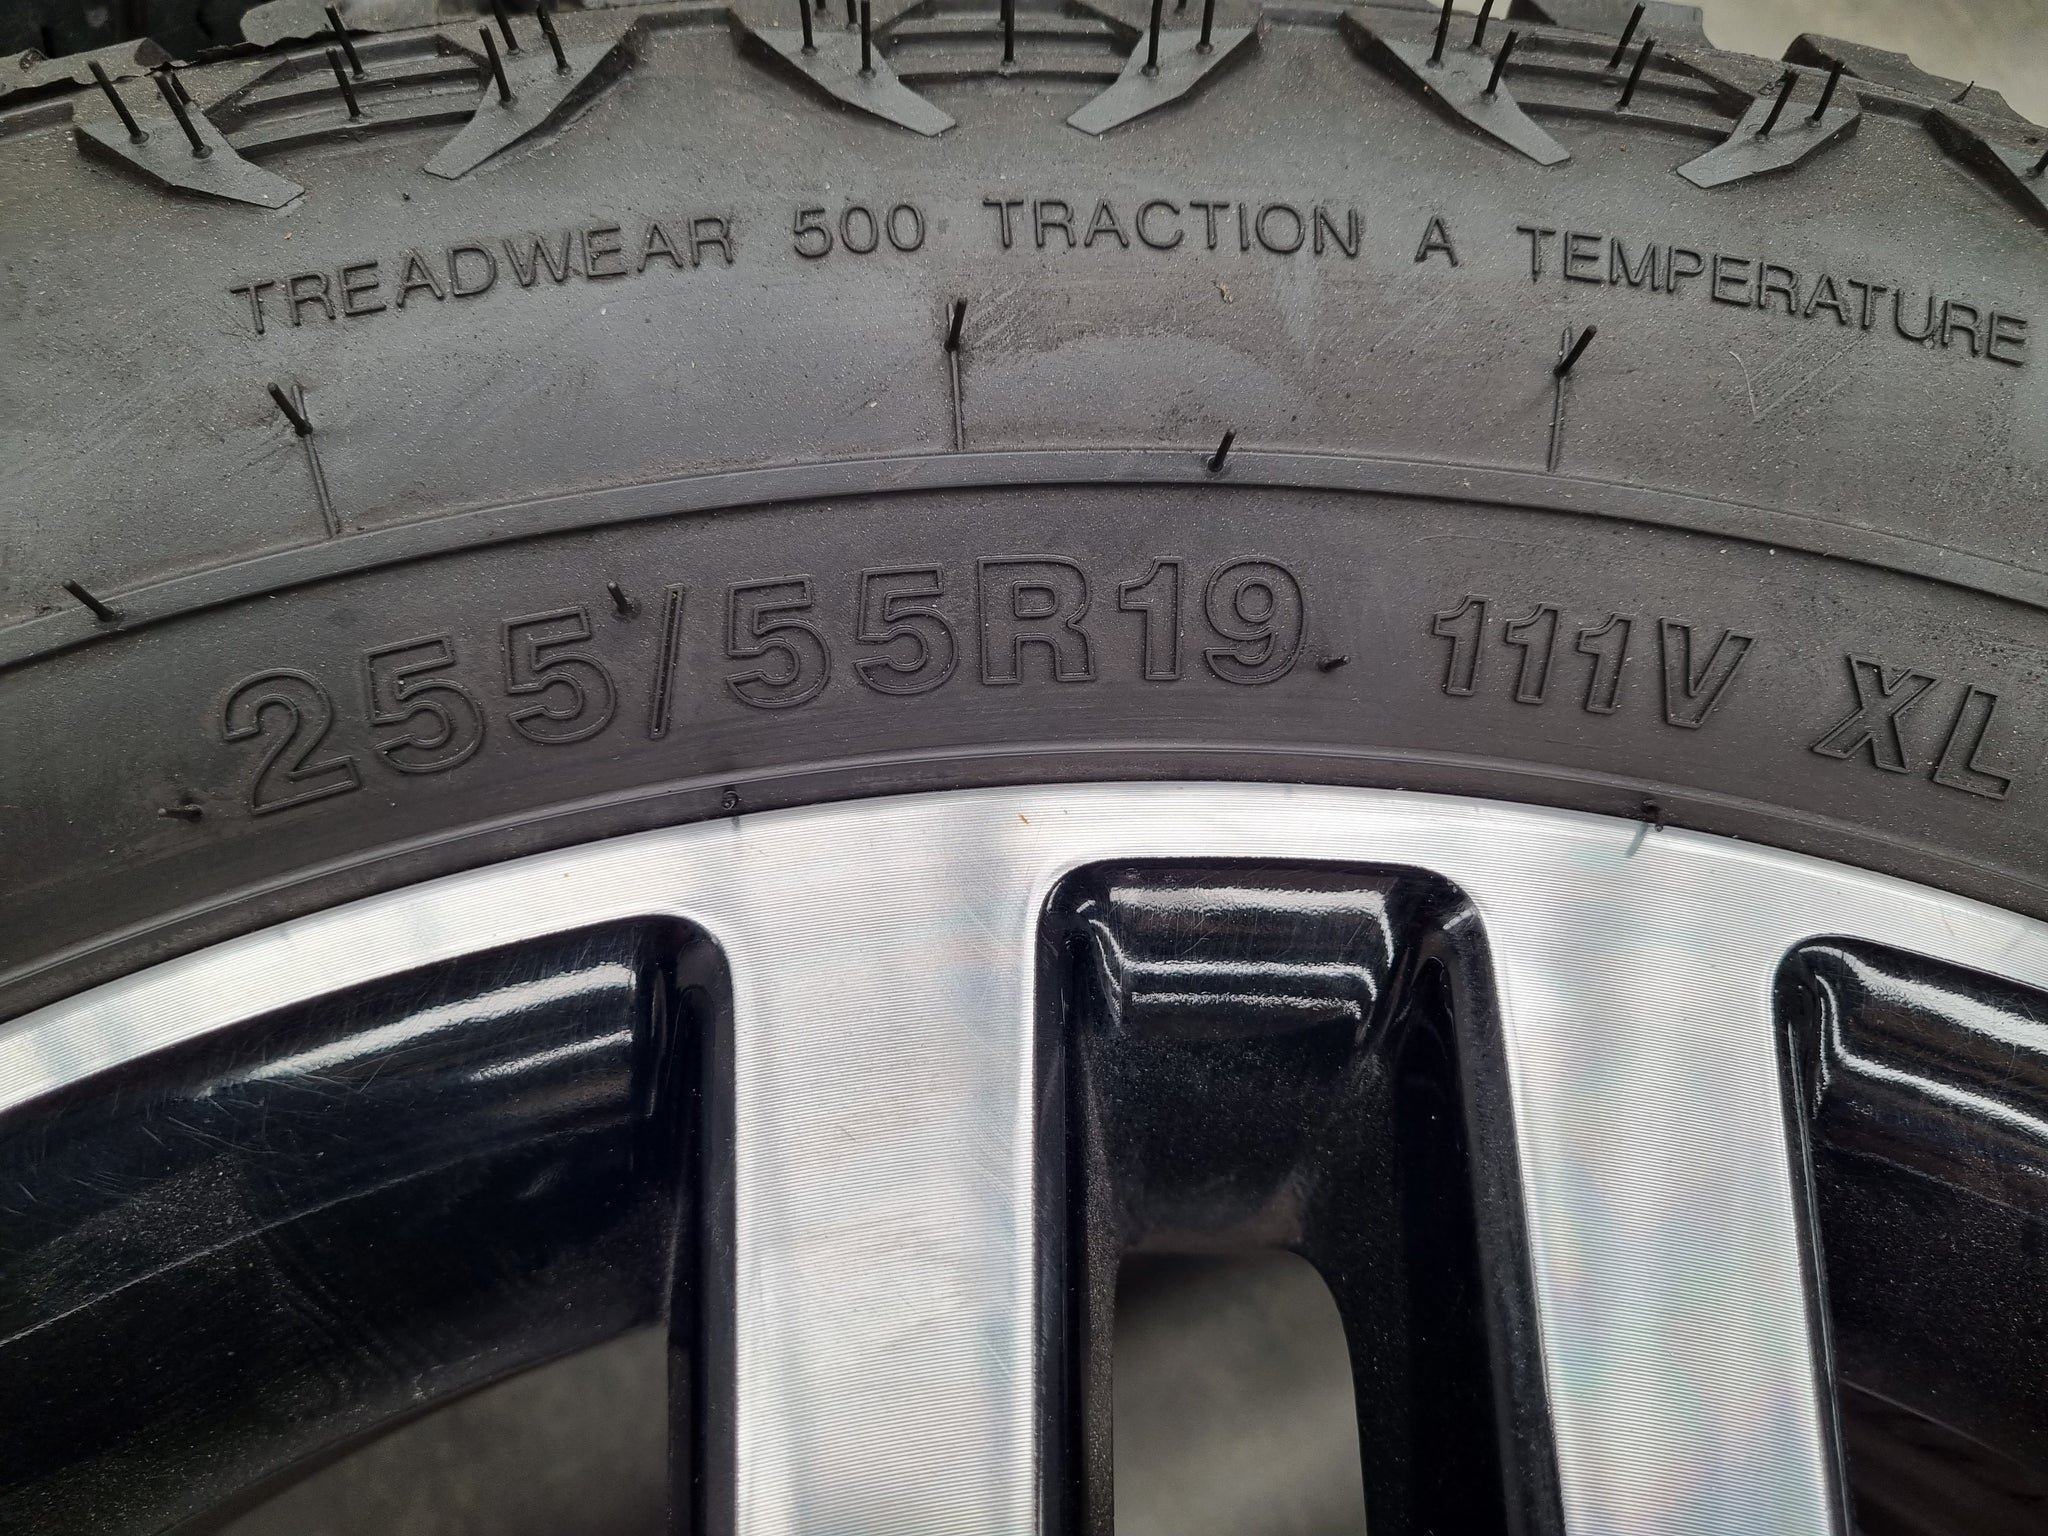 TREADWEAR 500 TRACTION A TEMPERATURE
255/55R19 111V XL